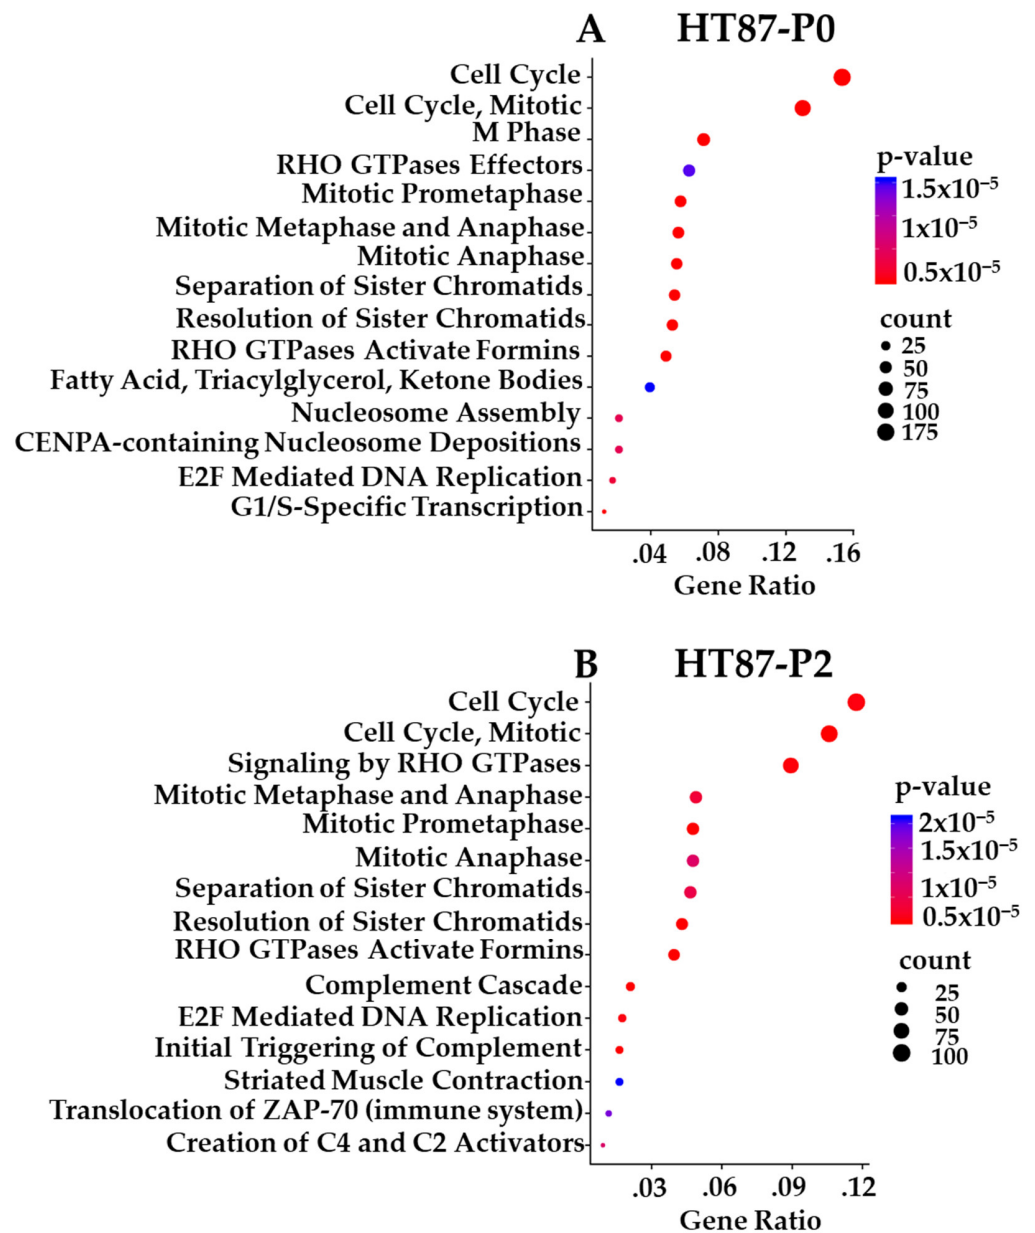 A HT87-P0
Cell Cycle
Cell Cycle, Mitotic
M Phase
RHO GTPases Effectors
Mitotic Prometaphase
Mitotic Metaphase and Anaphase
Mitotic Anaphase
Separation of Sister Chromatids
Resolution of Sister Chromatids
RHO GTPases Activate Formins
Fatty Acid, Triacylglycerol, Ketone Bodies
Nucleosome Assembly
CENPA-containing Nucleosome Depositions
E2F Mediated DNA Replication
G1/S-Specific Transcription
.04 .08 .12 .16
Gene Ratio
p-value
1.5x10⁻⁵
1x10⁻⁵
0.5x10⁻⁵
count
25
50
75
100
175
B HT87-P2
Cell Cycle
Cell Cycle, Mitotic
Signaling by RHO GTPases
Mitotic Metaphase and Anaphase
Mitotic Prometaphase
Mitotic Anaphase
Separation of Sister Chromatids
Resolution of Sister Chromatids
RHO GTPases Activate Formins
Complement Cascade
E2F Mediated DNA Replication
Initial Triggering of Complement
Striated Muscle Contraction
Translocation of ZAP-70 (immune system)
Creation of C4 and C2 Activators
.03 .06 .09 .12
Gene Ratio
p-value
2x10⁻⁵
1.5x10⁻⁵
1x10⁻⁵
0.5x10⁻⁵
count
25
50
75
100